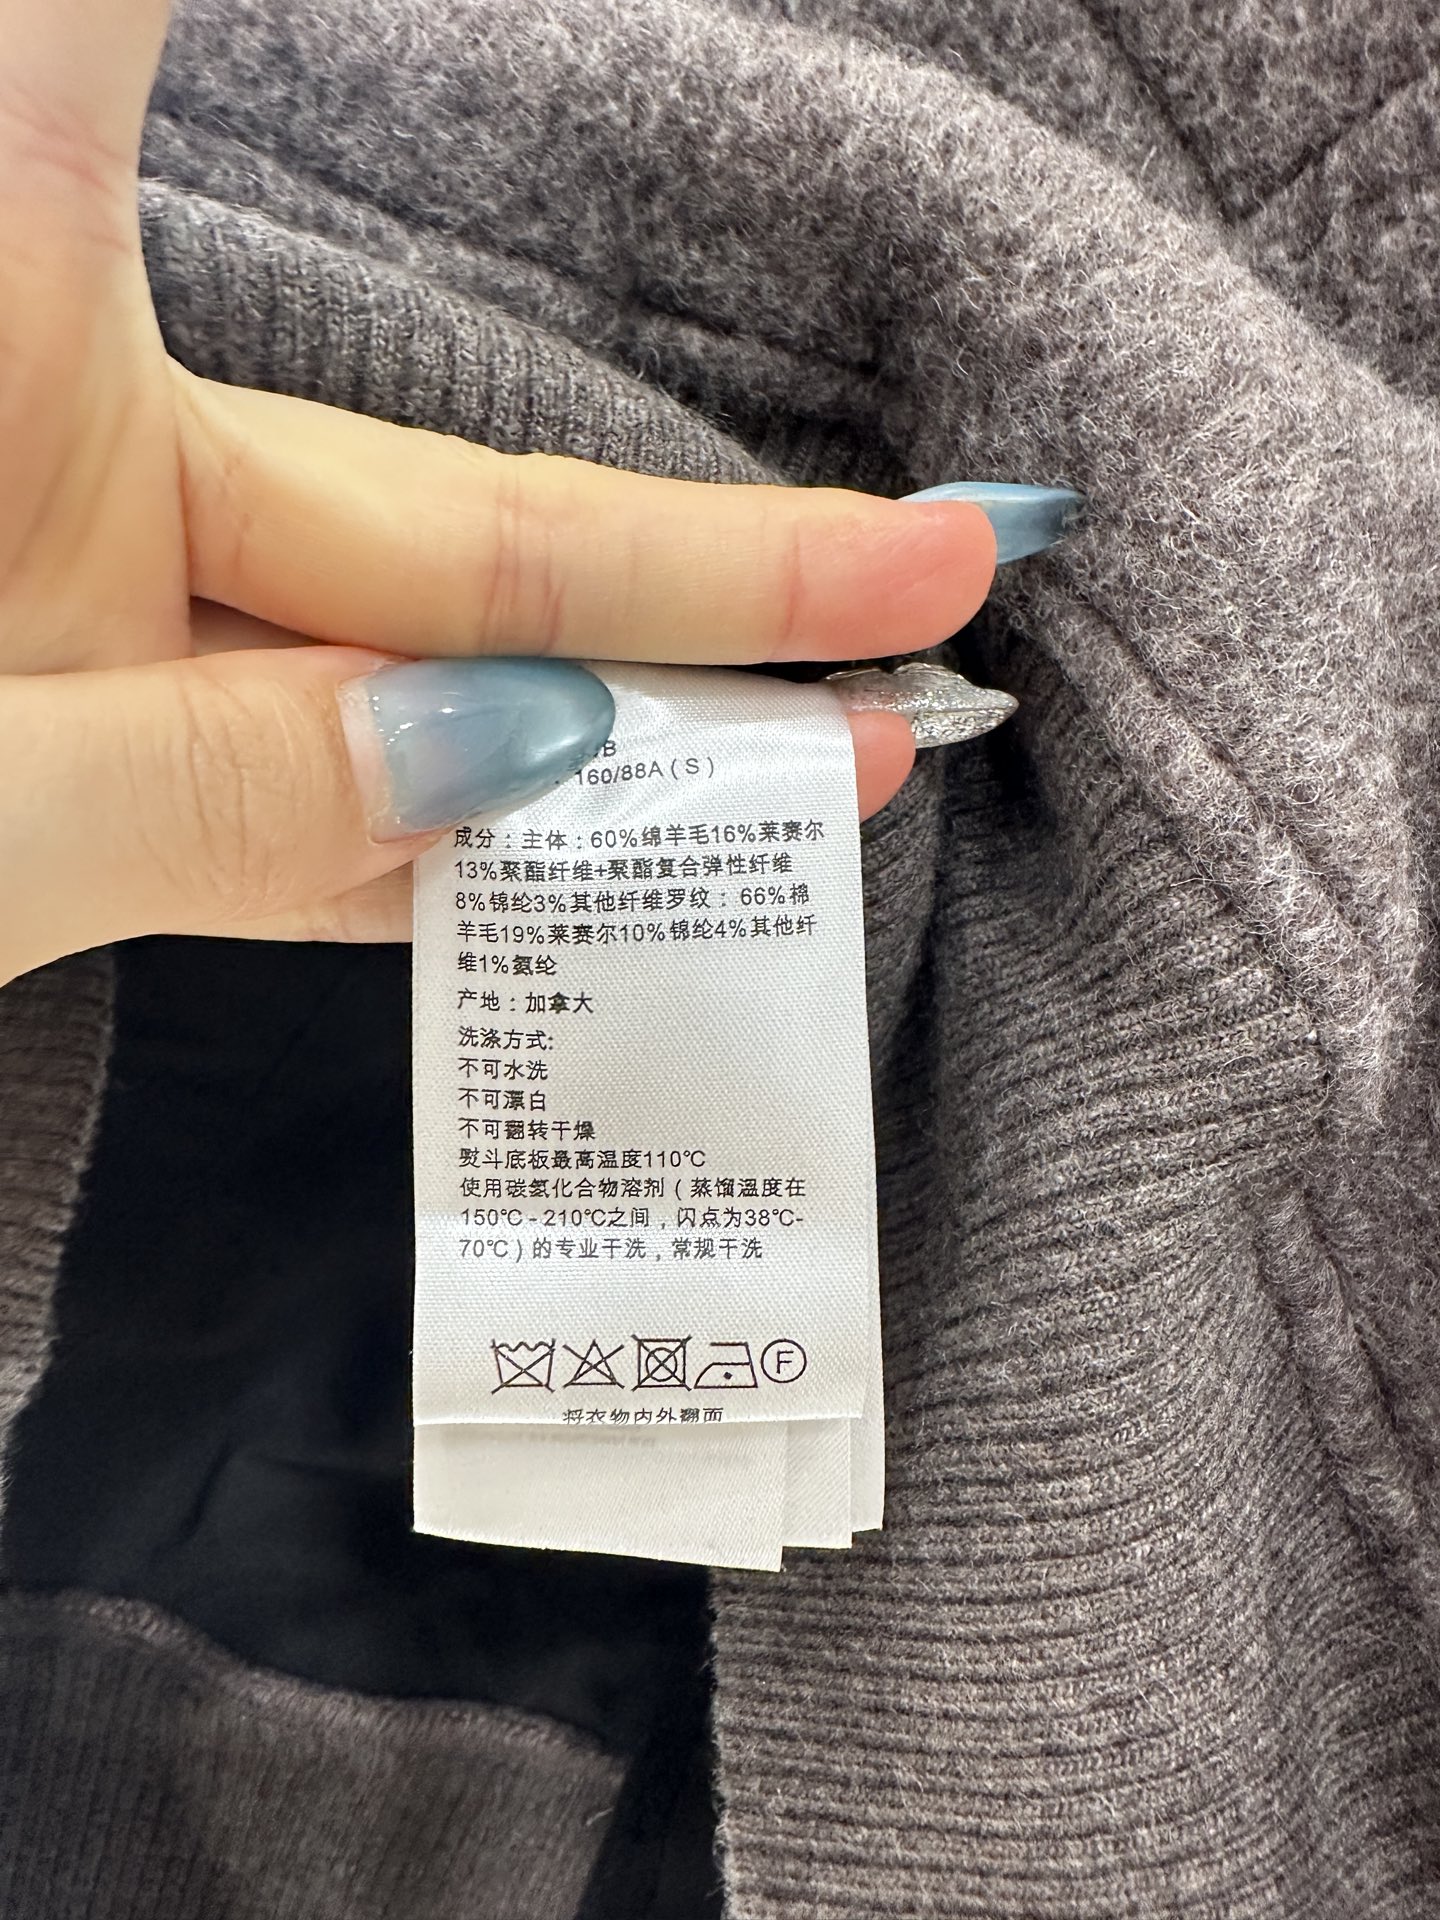 B
160/88A(S)
成分：主体：60%绵羊毛16%莱赛尔
13%聚酯纤维+聚酯复合弹性纤维
8%锦纶3%其他纤维罗纹：66%棉
羊毛19%莱赛尔10%锦纶4%其他纤
维1%氨纶
产地：加拿大
洗涤方式:
不可水洗
不可漂白
不可翻转干燥
熨斗底板最高温度110℃
使用碳氢化合物溶剂（蒸馏温度在
150℃-210℃之间，闪点为38℃-
70℃）的专业干洗，常规干洗
F
将衣物内外翻面